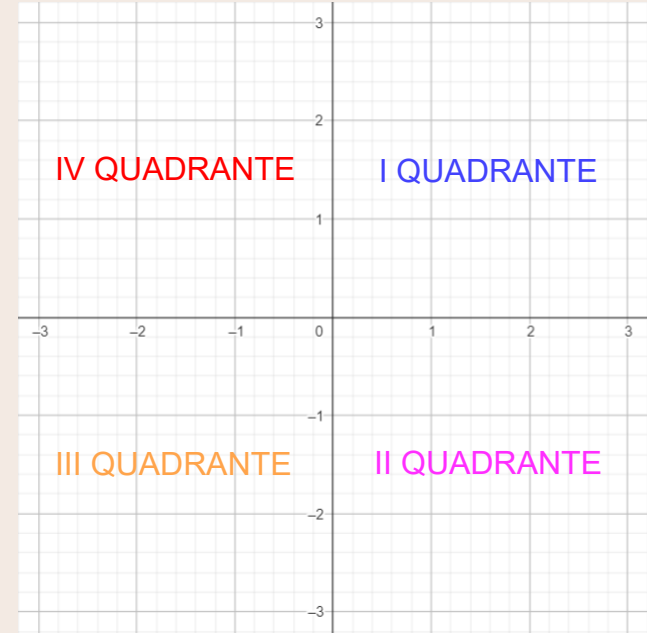 3
2
IV QUADRANTE I QUADRANTE
1
–3 –2 –1 0 1 2 3
–1
III QUADRANTE II QUADRANTE
–2
–3